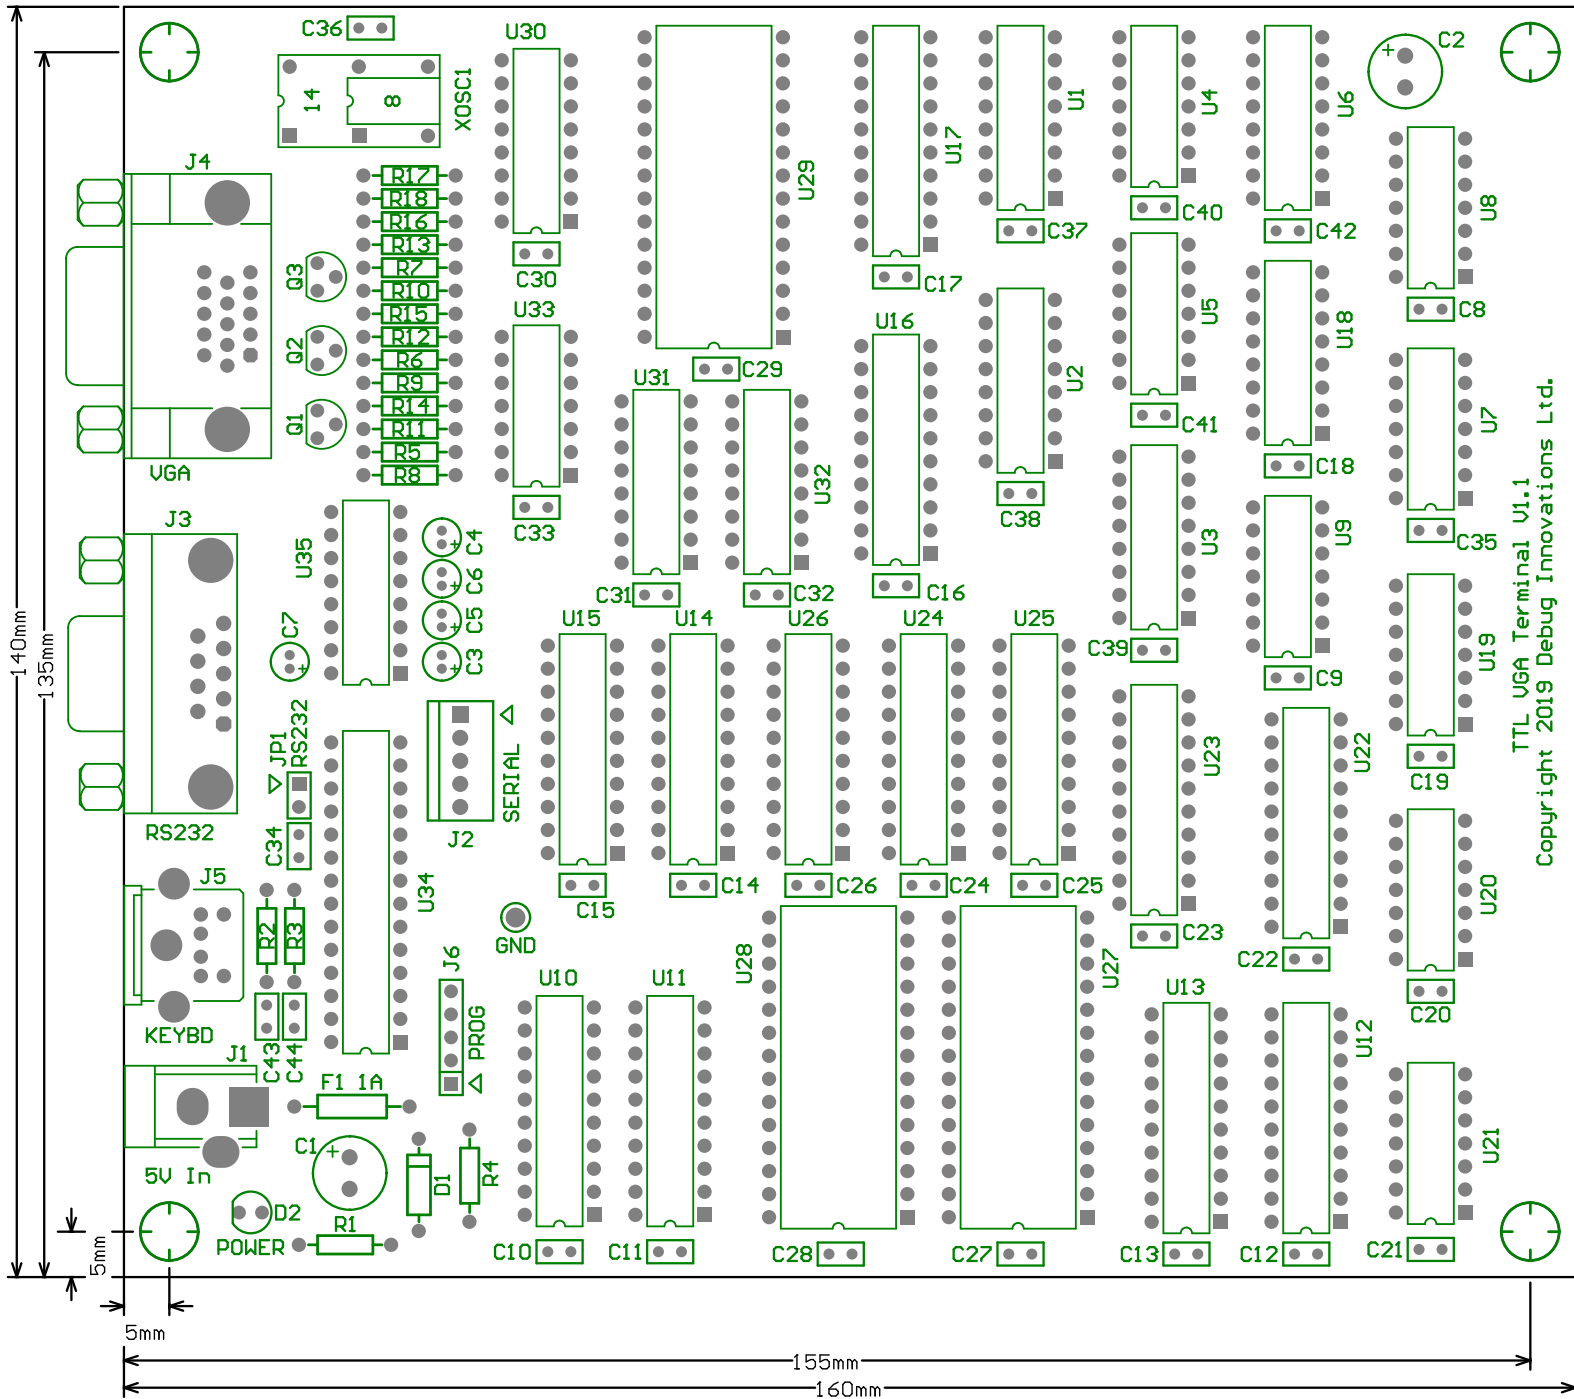 C36
U30
C2
XOSC1
14
8
U29
U17
U1
U4
U6
J4
R17
R18
R16
R13
R7
R10
R15
R12
R6
R9
R14
R11
R5
R8
Q3
Q2
Q1
VGA
C30
U33
C33
C29
U31
C31
U32
C32
C17
U16
C16
C37
U2
C38
C40
U5
C41
U3
C39
C42
U18
C18
U9
C9
U8
C8
U7
C35
U19
C19
TTL VGA Terminal V1.1
Copyright 2019 Debug Innovations Ltd.
J3
RS232
U35
C4
C6
C5
C3
C7
JP1
RS232
C34
U34
J2
SERIAL
U15
C15
U14
C14
U26
C26
U24
C24
U25
C25
U23
C23
U22
C22
U20
C20
J5
KEYBD
R2
R3
C43
C44
GND
J6
PROG
J1
5V In
F1 1A
C1
D1
R4
D2
POWER
R1
U10
C10
U11
C11
U28
C28
U27
C27
U13
C13
U12
C12
U21
C21
140mm
135mm
5mm
5mm
155mm
160mm